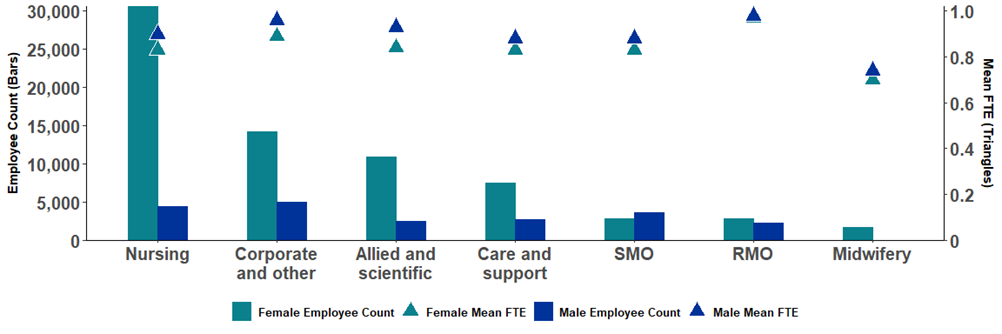 30,000
25,000
20,000
15,000
10,000
5,000
0
Employee Count (Bars)
1.0
0.8
0.6
0.4
0.2
0
Mean FTE (Triangles)
Nursing
Corporate
and other
Allied and
scientific
Care and
support
SMO
RMO
Midwifery
Female Employee Count
Female Mean FTE
Male Employee Count
Male Mean FTE